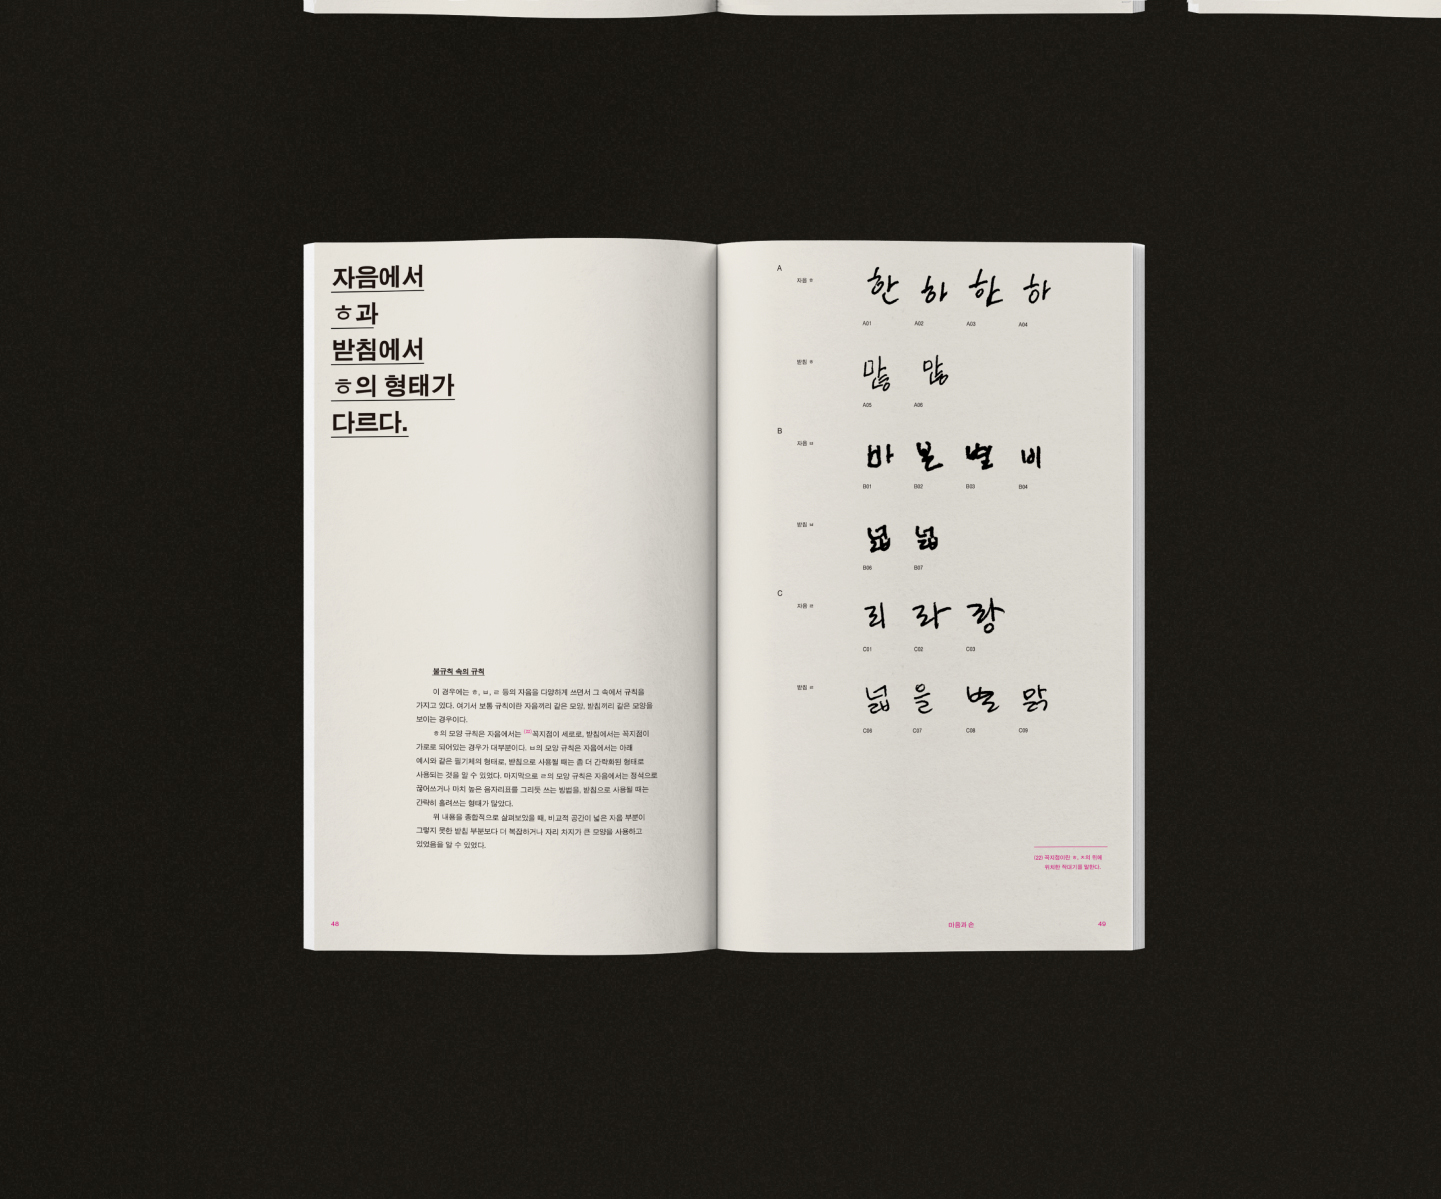 자음에서
ㅎ과
받침에서
ㅎ의 형태가
다르다.
불규칙 속의 규칙
이 경우에는 ㅎ, ㅂ, ㄹ 등의 자음을 다양하게 쓰면서 그 속에서 규칙을
가지고 있다. 여기서 보통 규칙이란 자음끼리 같은 모양, 받침끼리 같은 모양을
보이는 경우이다.
ㅎ의 모양 규칙은 자음에서는 (22)꼭지점이 세로로, 받침에서는 꼭지점이
가로로 되어있는 경우가 대부분이다. ㅂ의 모양 규칙은 자음에서는 아래
예시와 같은 필기체의 형태로, 받침으로 사용될 때는 좀 더 간략화된 형태로
사용되는 것을 알 수 있었다. 마지막으로 ㄹ의 모양 규칙은 자음에서는 정석으로
끊어쓰거나 마치 높은 음자리표를 그리듯 쓰는 방법을, 받침으로 사용될 때는
간략히 흘려쓰는 형태가 많았다.
위 내용을 종합적으로 살펴보았을 때, 비교적 공간이 넓은 자음 부분이
그렇지 못한 받침 부분보다 더 복잡하거나 자리 차지가 큰 모양을 사용하고
있었음을 알 수 있었다.
48
A
자음 ㅎ
한 하 한 하
A01 A02 A03 A04
받침 ㅎ
많 많
A05 A06
B
자음 ㅂ
바 본 별 비
B01 B02 B03 B04
받침 ㅂ
넓 넓
B06 B07
C
자음 ㄹ
리 라 랑
C01 C02 C03
받침 ㄹ
넓 을 별 맑
C06 C07 C08 C09
(22) 꼭지점이란 ㅎ, ㅊ의 위에
위치한 작대기를 말한다.
마음과 손
49